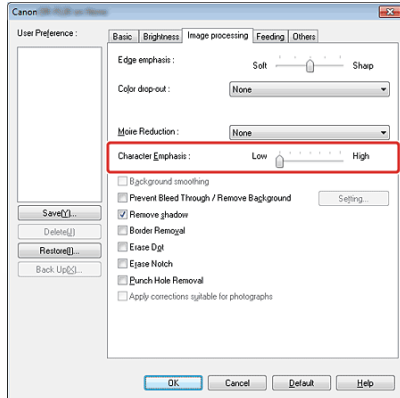 Canon
User Preference :
Basic Brightness Image processing Feeding Others
Edge emphasis : Soft Sharp
Color drop-out : None
Moire Reduction : None
Character Emphasis : Low High
Background smoothing
Prevent Bleed Through / Remove Background Setting...
Save(Y)... Remove shadow
Delete(J) Border Removal
Restore(I)... Erase Dot
Back Up(X)... Erase Notch
Punch Hole Removal
Apply corrections suitable for photographs
OK Cancel Default Help